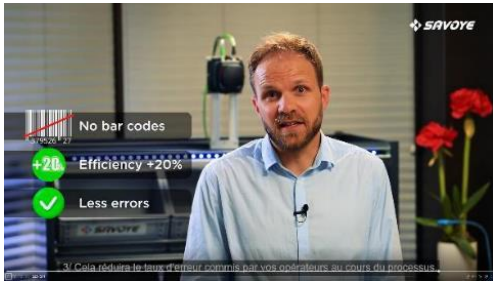 SAVOYE
No bar codes
+20%
Efficiency +20%
Less errors
SAVOYE
3/ Cela réduira le taux d'erreur commis par vos opérateurs au cours du processus.